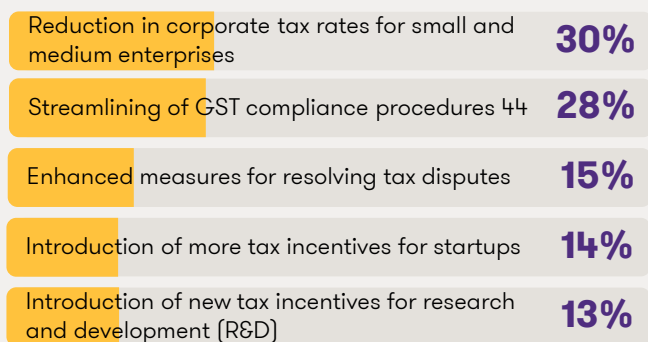 Reduction in corporate tax rates for small and
medium enterprises
30%
Streamlining of GST compliance procedures 44
28%
Enhanced measures for resolving tax disputes
15%
Introduction of more tax incentives for startups
14%
Introduction of new tax incentives for research
and development (R&D)
13%